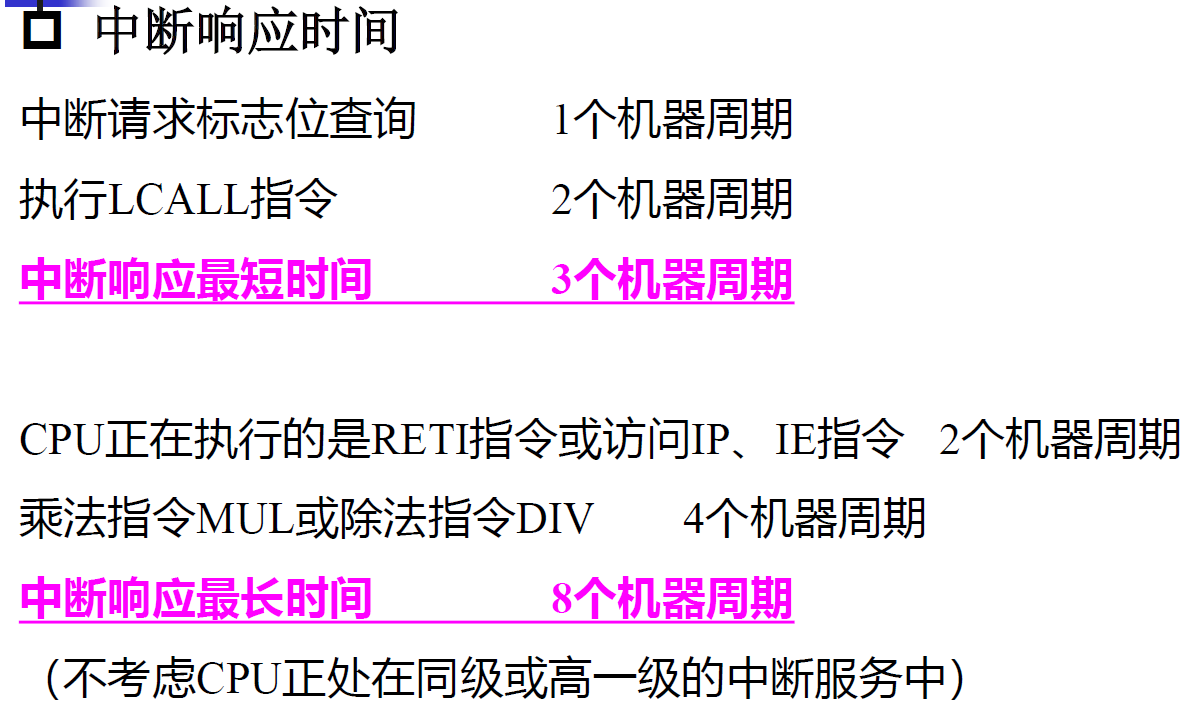 中断响应时间
中断请求标志位查询 1个机器周期
执行LCALL指令 2个机器周期
中断响应最短时间 3个机器周期
CPU正在执行的是RETI指令或访问IP、IE指令 2个机器周期
乘法指令MUL或除法指令DIV 4个机器周期
中断响应最长时间 8个机器周期
（不考虑CPU正处在同级或高一级的中断服务中）